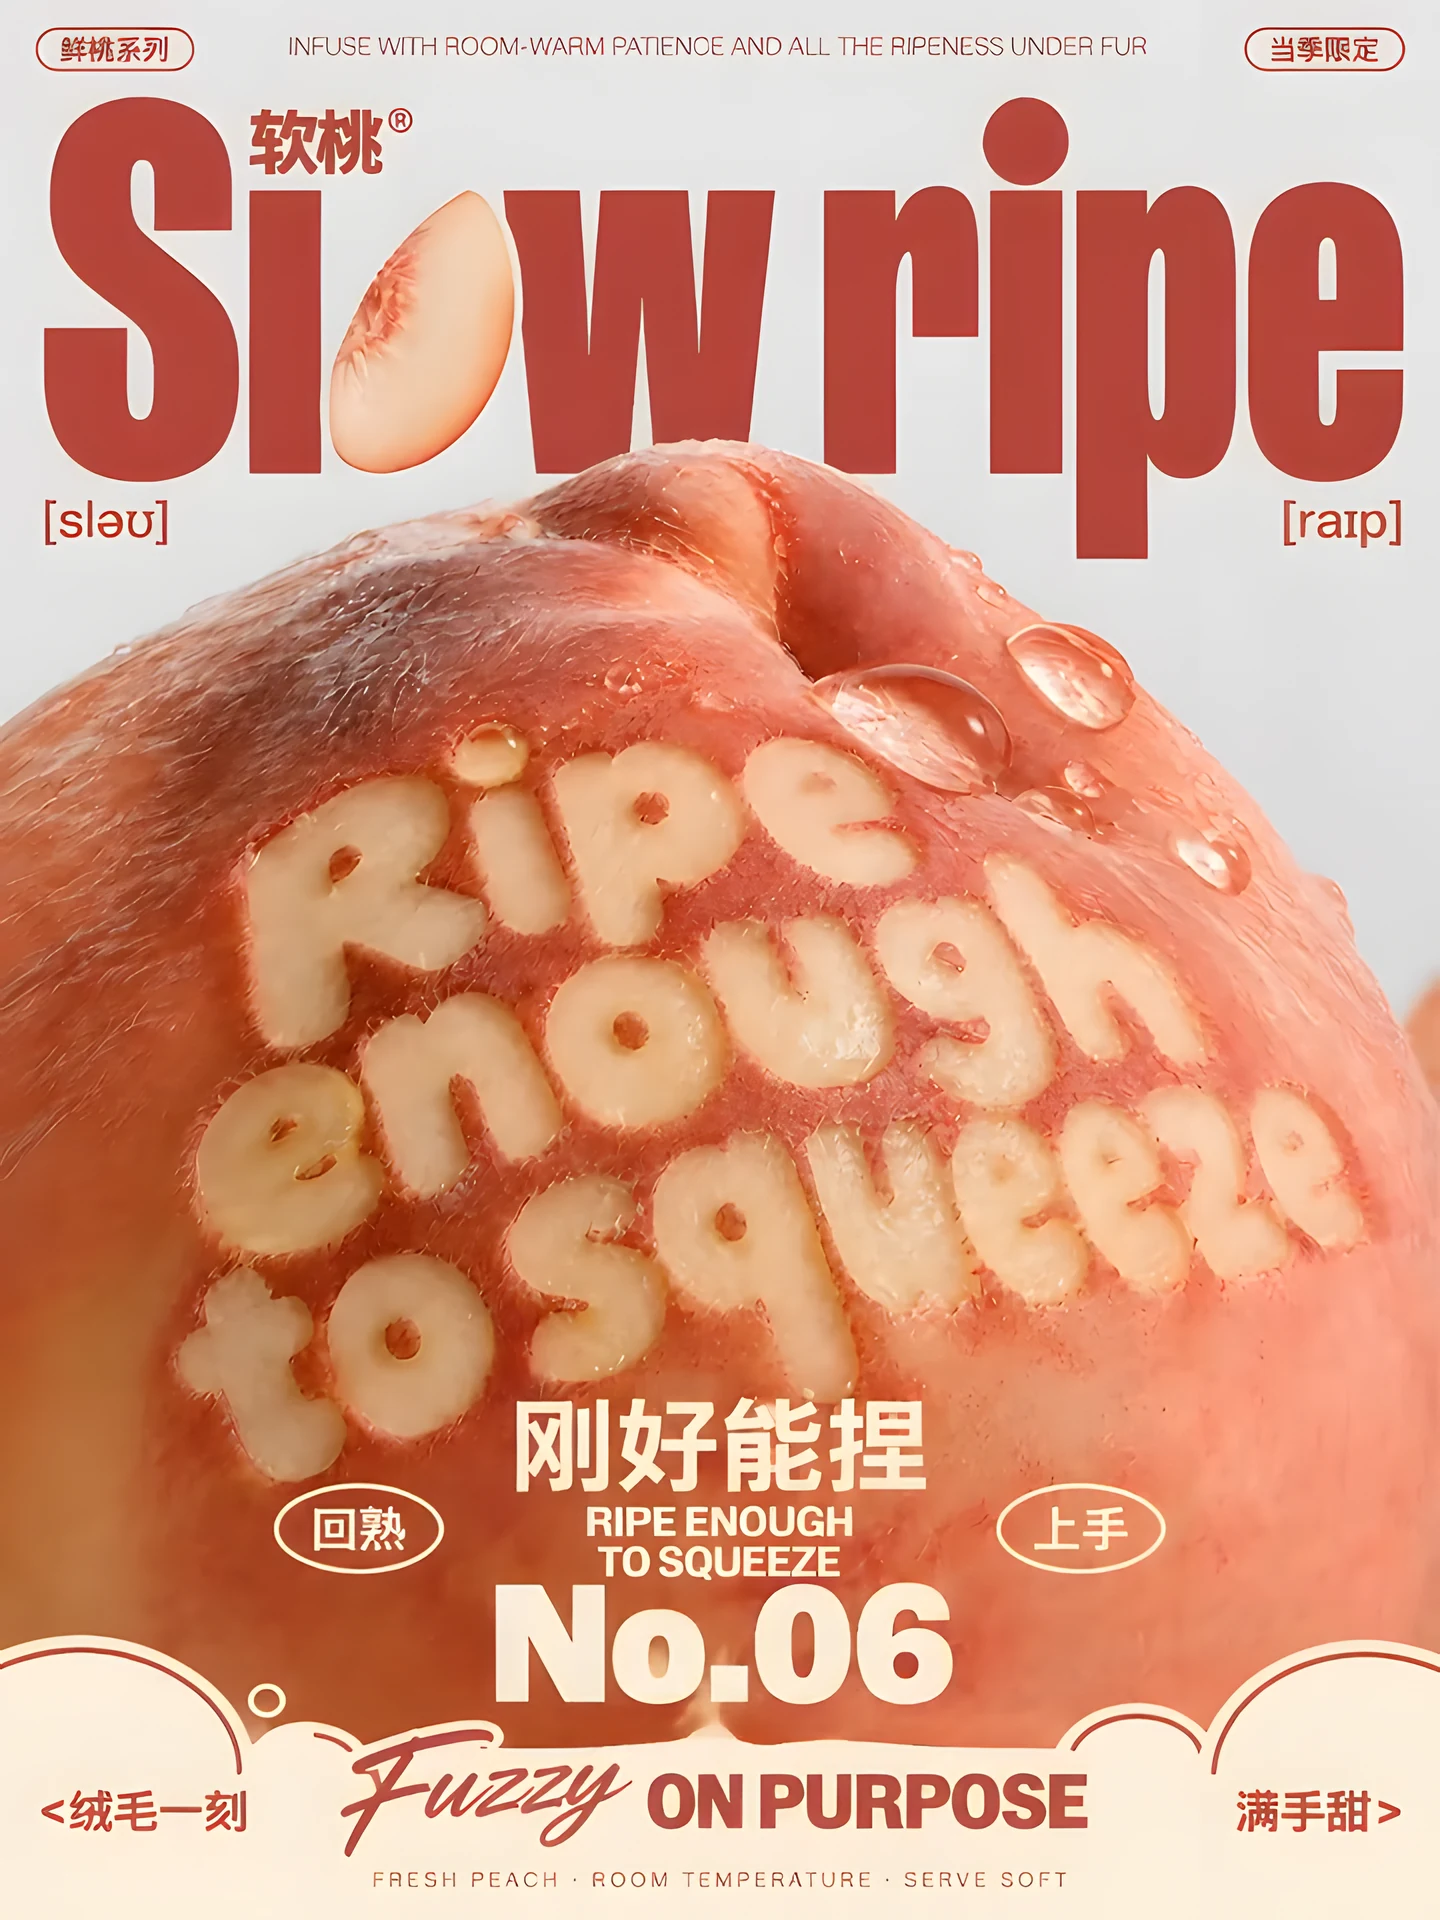 鲜桃系列
INFUSE WITH ROOM-WARM PATIENCE AND ALL THE RIPENESS UNDER FUR
当季限定
软桃®
Slow ripe
[sləʊ]
[raɪp]
Ripe
enough
to squeeze
刚好能捏
回熟
RIPE ENOUGH
TO SQUEEZE
上手
No.06
<绒毛一刻
Fuzzy ON PURPOSE
满手甜>
FRESH PEACH · ROOM TEMPERATURE · SERVE SOFT